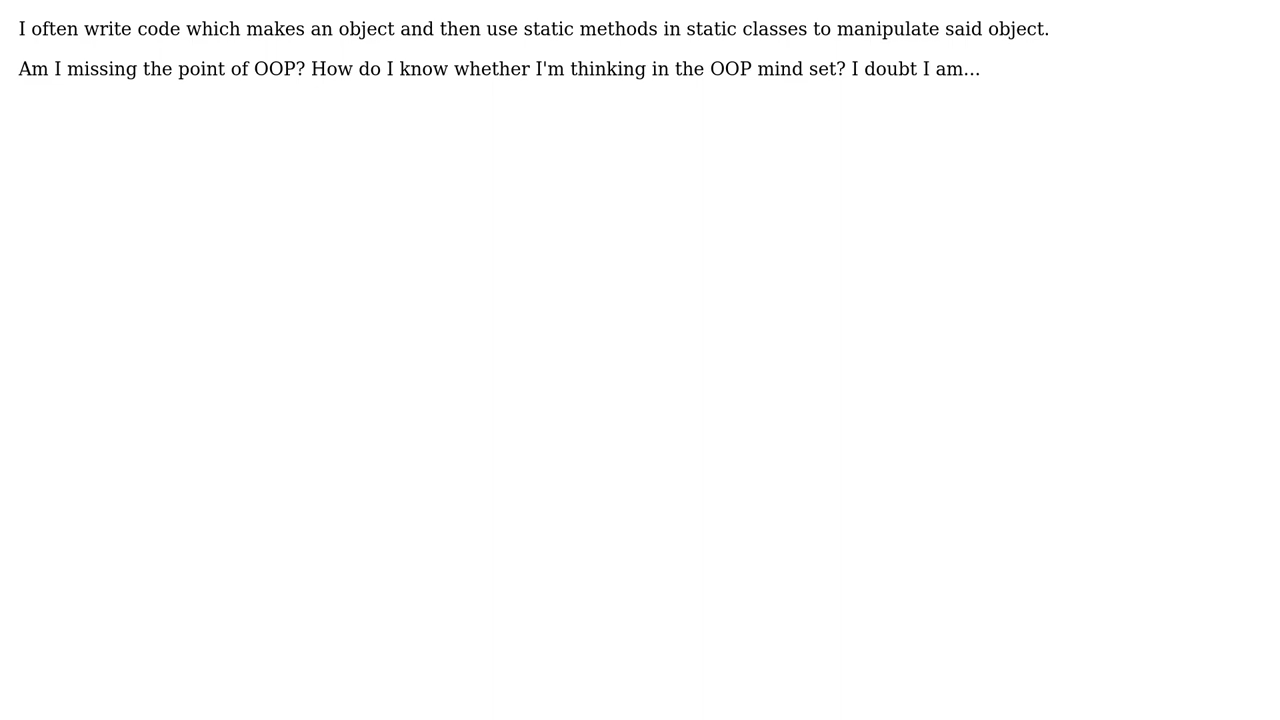 I often write code which makes an object and then use static methods in static classes to manipulate said object.
Am I missing the point of OOP? How do I know whether I'm thinking in the OOP mind set? I doubt I am...